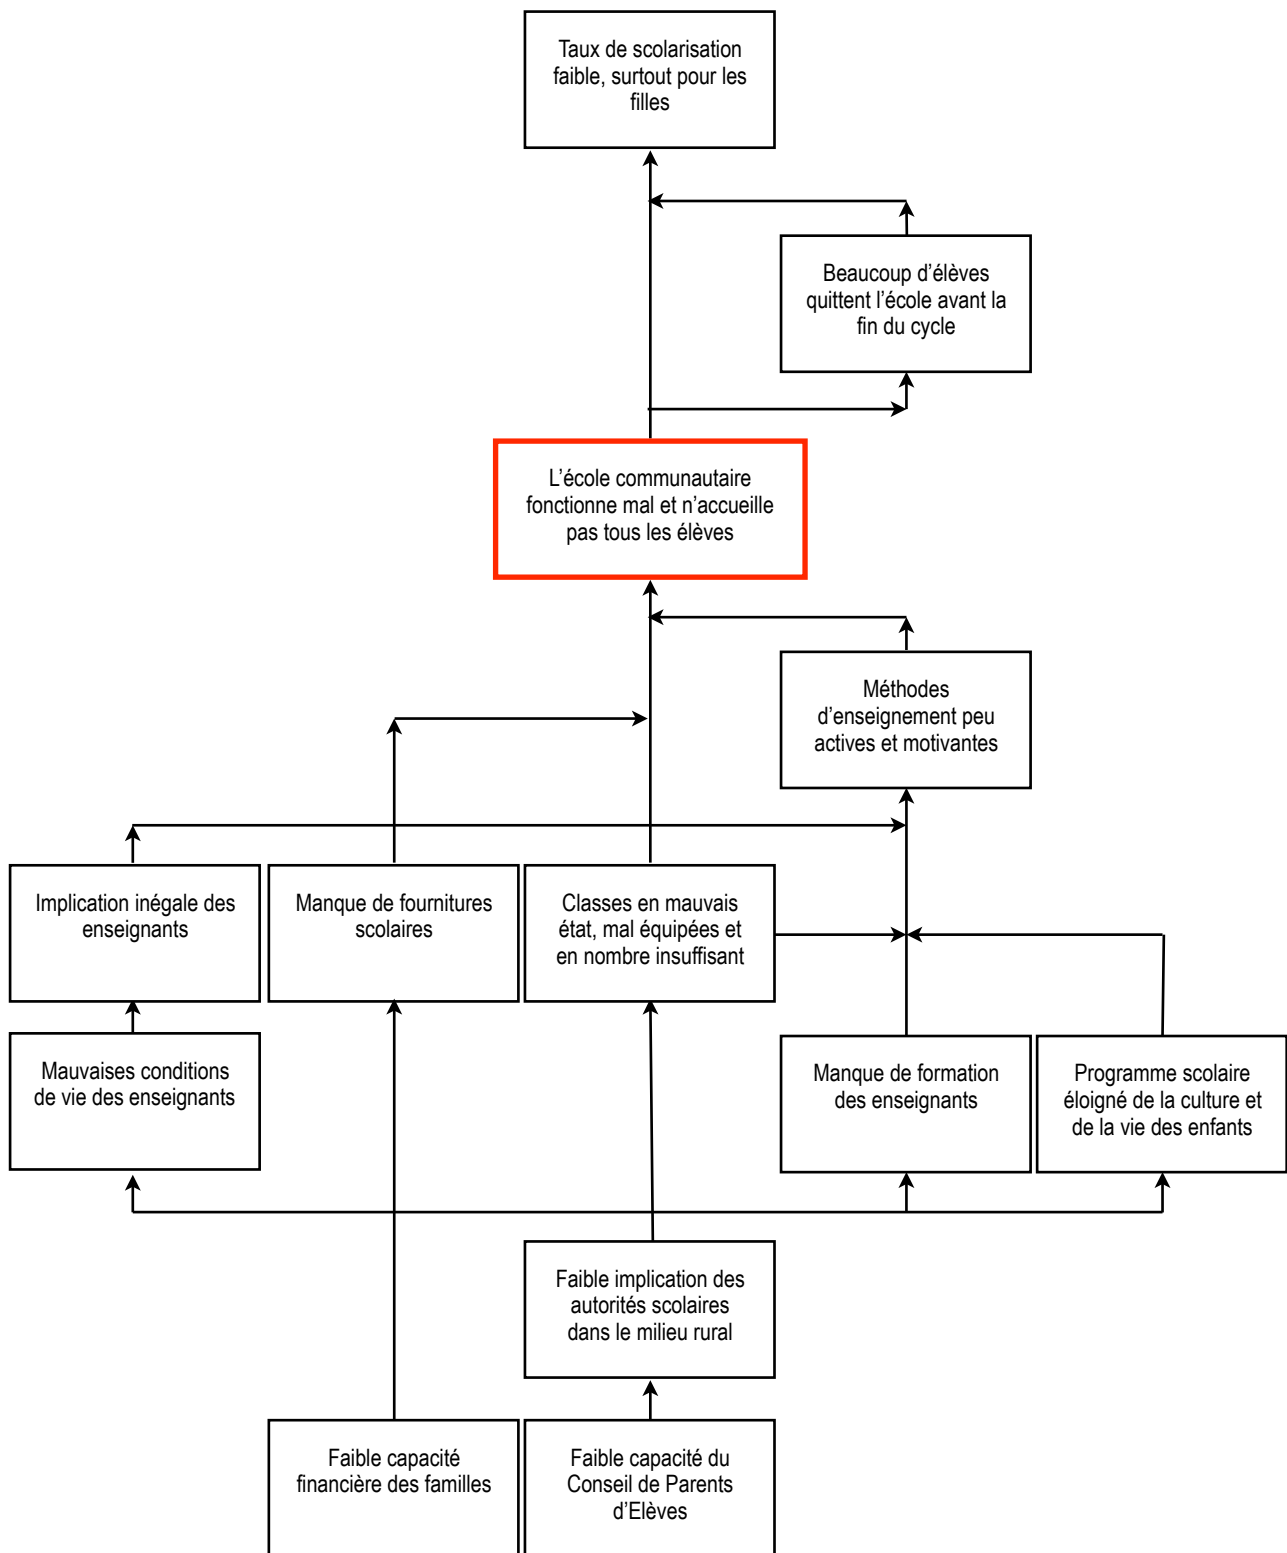 Taux de scolarisation
faible, surtout pour les
filles
Beaucoup d'élèves
quittent l'école avant la
fin du cycle
L'école communautaire
fonctionne mal et n'accueille
pas tous les élèves
Méthodes
d'enseignement peu
actives et motivantes
Implication inégale des
enseignants
Manque de fournitures
scolaires
Classes en mauvais
état, mal équipées et
en nombre insuffisant
Mauvaises conditions
de vie des enseignants
Manque de formation
des enseignants
Programme scolaire
éloigné de la culture et
de la vie des enfants
Faible implication des
autorités scolaires
dans le milieu rural
Faible capacité
financière des familles
Faible capacité du
Conseil de Parents
d'Elèves